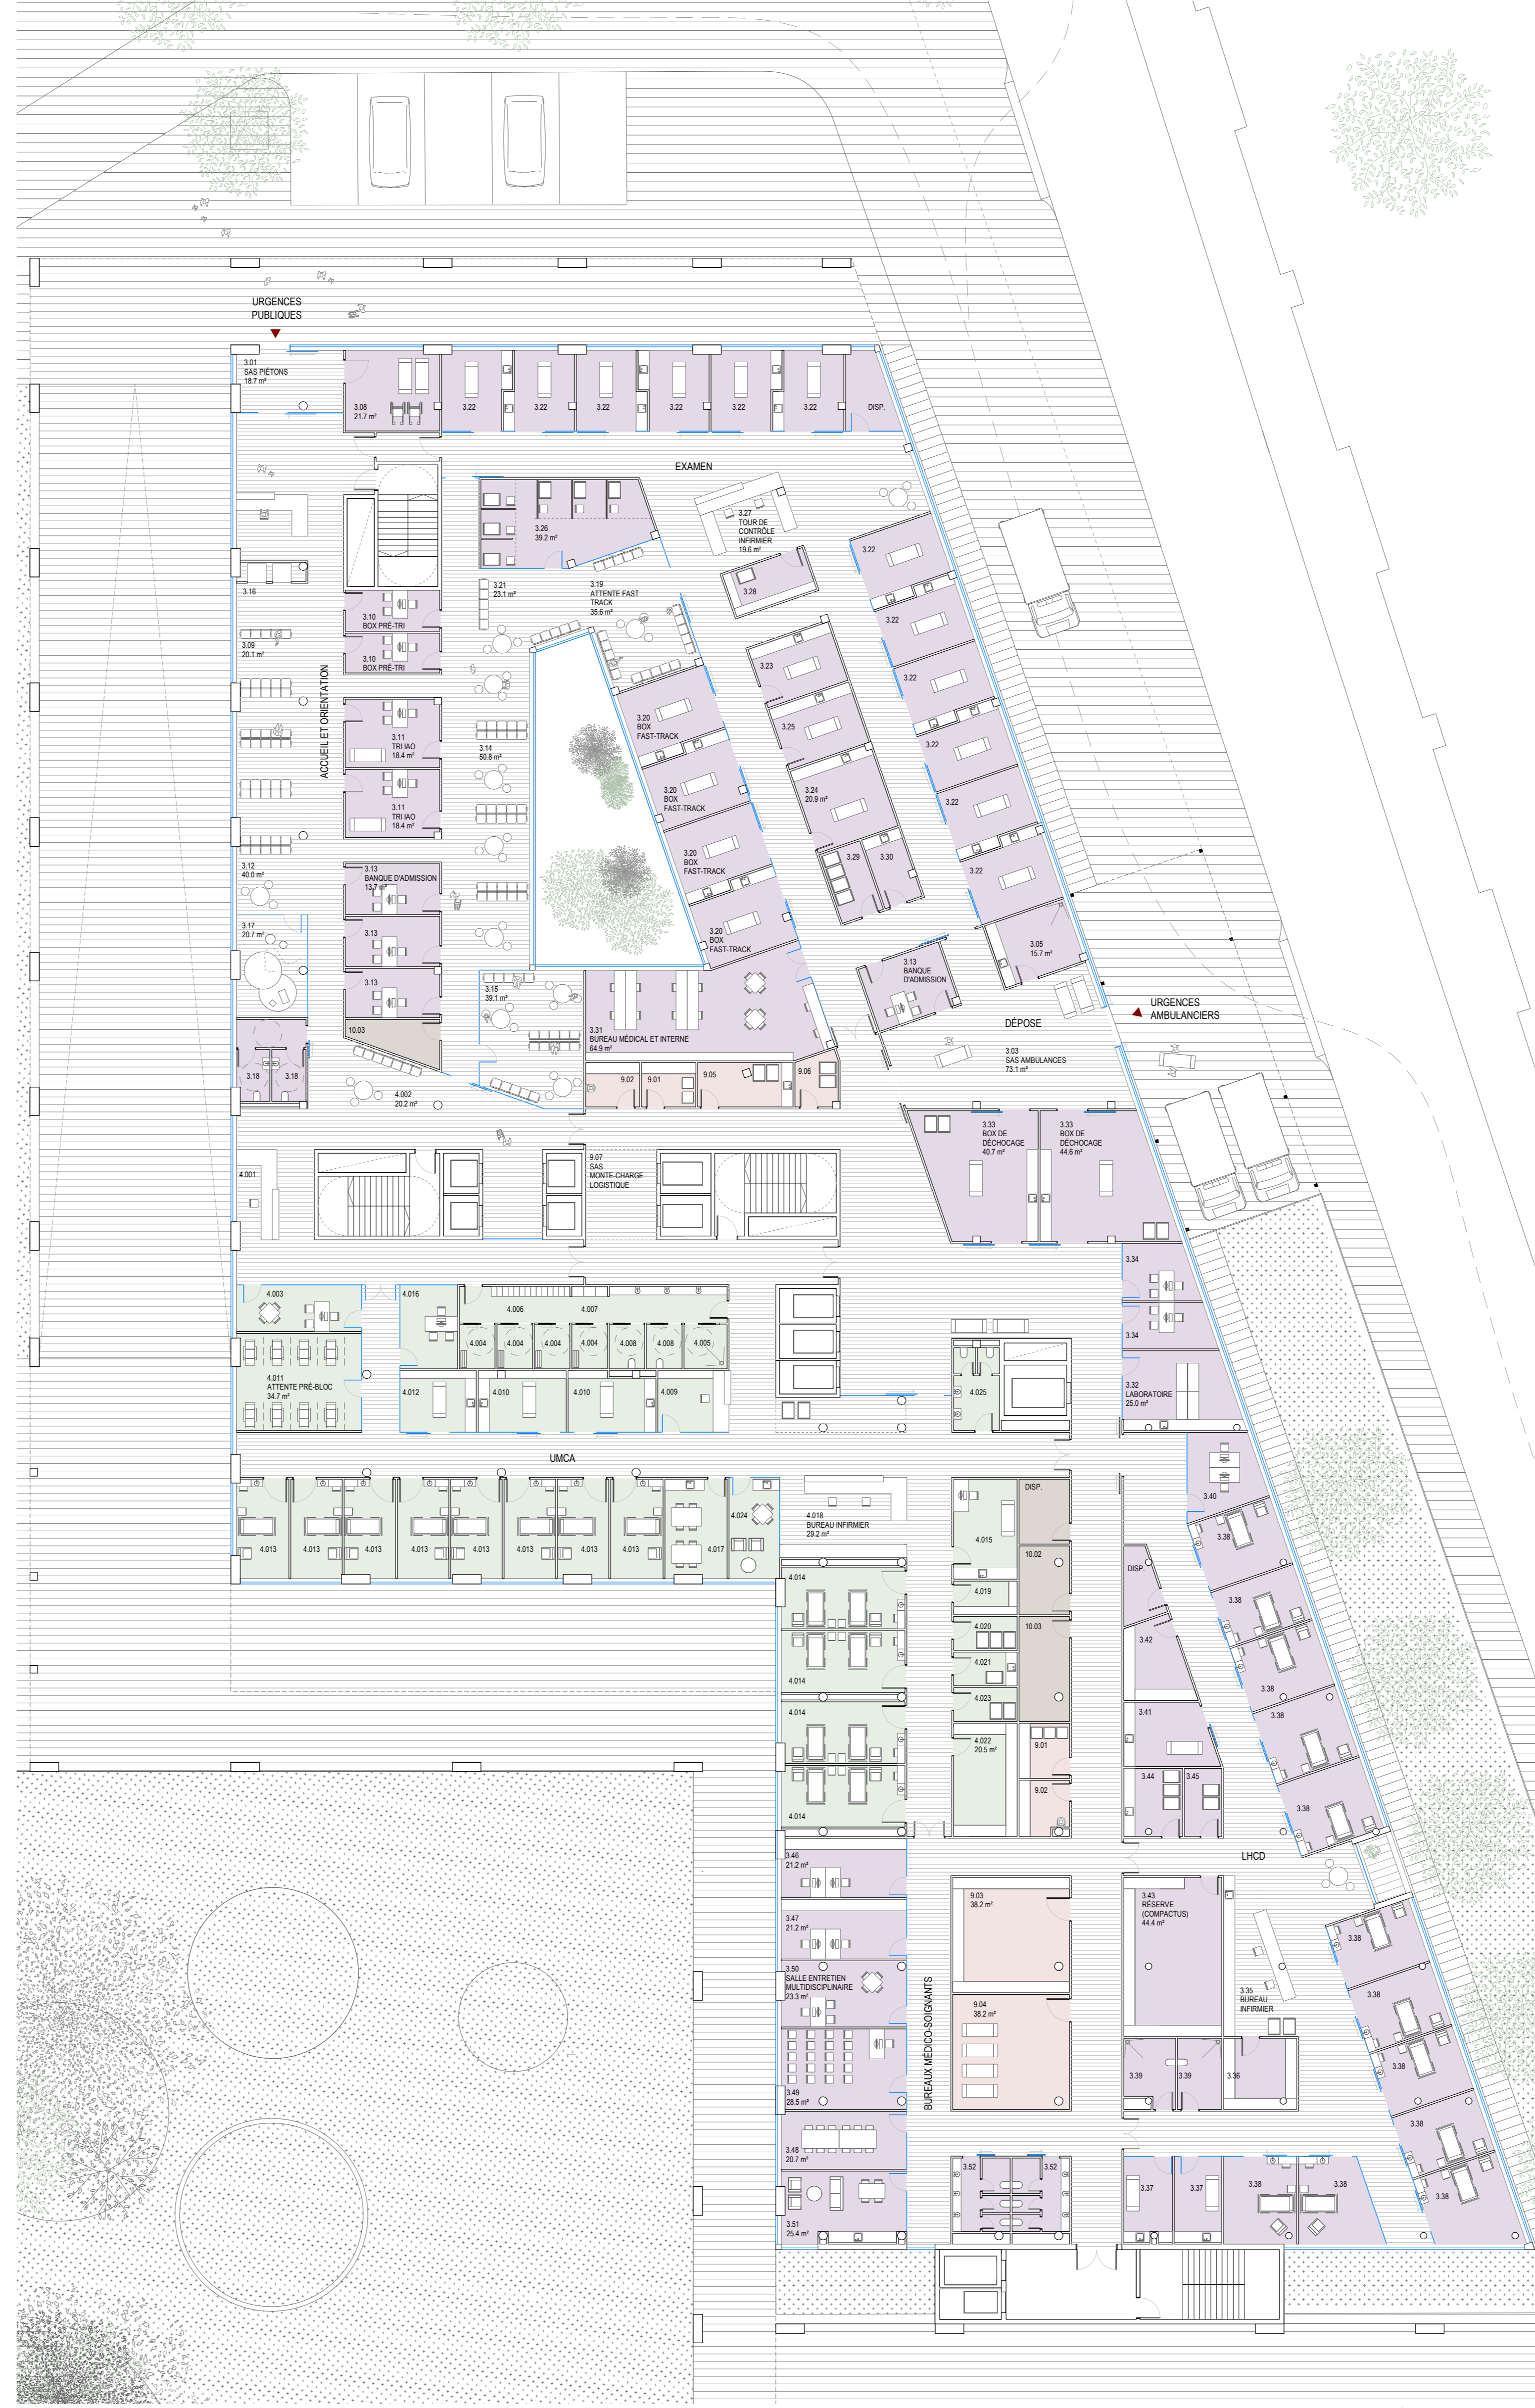 URGENCES
PUBLIQUES
3.01
SAS PIÉTONS
18.7 m²
3.08
21.7 m²
3.22
3.22
3.22
3.22
3.22
3.22
DISP.
EXAMEN
3.26
39.2 m²
3.27
TOUR DE
CONTRÔLE
INFIRMIER
19.6 m²
3.22
3.28
3.16
3.21
23.1 m²
3.19
ATTENTE FAST
TRACK
35.6 m²
3.10
BOX PRÉ-TRI
3.10
BOX PRÉ-TRI
3.09
20.1 m²
3.22
3.22
3.22
3.22
3.22
3.23
3.25
3.24
20.9 m²
3.29
3.30
ACCUEIL ET ORIENTATION
3.11
TRI IAO
18.4 m²
3.11
TRI IAO
18.4 m²
3.14
50.8 m²
3.20
BOX
FAST-TRACK
3.20
BOX
FAST-TRACK
3.20
BOX
FAST-TRACK
3.20
BOX
FAST-TRACK
3.12
40.0 m²
3.13
BANQUE D'ADMISSION
13.7 m²
3.13
3.13
3.17
20.7 m²
3.05
15.7 m²
3.13
BANQUE
D'ADMISSION
3.15
39.1 m²
3.31
BUREAU MÉDICAL ET INTERNE
64.9 m²
URGENCES
AMBULANCIERS
DÉPOSE
3.03
SAS AMBULANCES
73.1 m²
10.03
3.18
3.18
4.002
20.2 m²
9.02
9.01
9.05
9.06
3.33
BOX DE
DÉCHOCAGE
40.7 m²
3.33
BOX DE
DÉCHOCAGE
44.6 m²
4.001
9.07
SAS
MONTE-CHARGE
LOGISTIQUE
3.34
3.34
4.003
4.016
4.006
4.007
4.004
4.004
4.004
4.004
4.008
4.008
4.005
4.011
ATTENTE PRÉ-BLOC
34.7 m²
4.012
4.010
4.010
4.009
4.025
3.32
LABORATOIRE
25.0 m²
UMCA
4.013
4.013
4.013
4.013
4.013
4.013
4.013
4.013
4.017
4.024
4.018
BUREAU INFIRMIER
29.2 m²
4.015
DISP.
3.40
3.38
4.014
4.019
10.02
DISP.
3.38
4.020
10.03
4.021
3.42
4.014
4.023
3.38
4.014
3.41
3.38
4.022
20.5 m²
9.01
3.44
3.45
9.02
3.38
4.014
LHCD
3.46
21.2 m²
9.03
38.2 m²
3.43
RÉSERVE
(COMPACTUS)
44.4 m²
3.47
21.2 m²
3.38
3.50
SALLE ENTRETIEN
MULTIDISCIPLINAIRE
23.3 m²
3.35
BUREAU
INFIRMIER
3.38
BUREAUX MÉDICO-SOIGNANTS
9.04
38.2 m²
3.39
3.39
3.36
3.38
3.49
28.5 m²
3.38
3.48
20.7 m²
3.52
3.52
3.37
3.37
3.38
3.38
3.38
3.51
25.4 m²